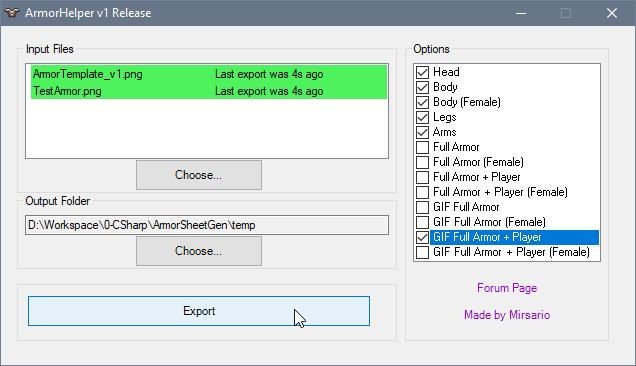 ArmorHelper v1 Release
Input Files
ArmorTemplate_v1.png Last export was 4s ago
TestArmor.png Last export was 4s ago
Choose...
Output Folder
D:\Workspace\0-CSharp\ArmorSheetGen\temp
Choose...
Export
Options
Head
Body
Body (Female)
Legs
Arms
Full Armor
Full Armor (Female)
Full Armor + Player
Full Armor + Player (Female)
GIF Full Armor
GIF Full Armor (Female)
GIF Full Armor + Player
GIF Full Armor + Player (Female)
Forum Page
Made by Mirsario